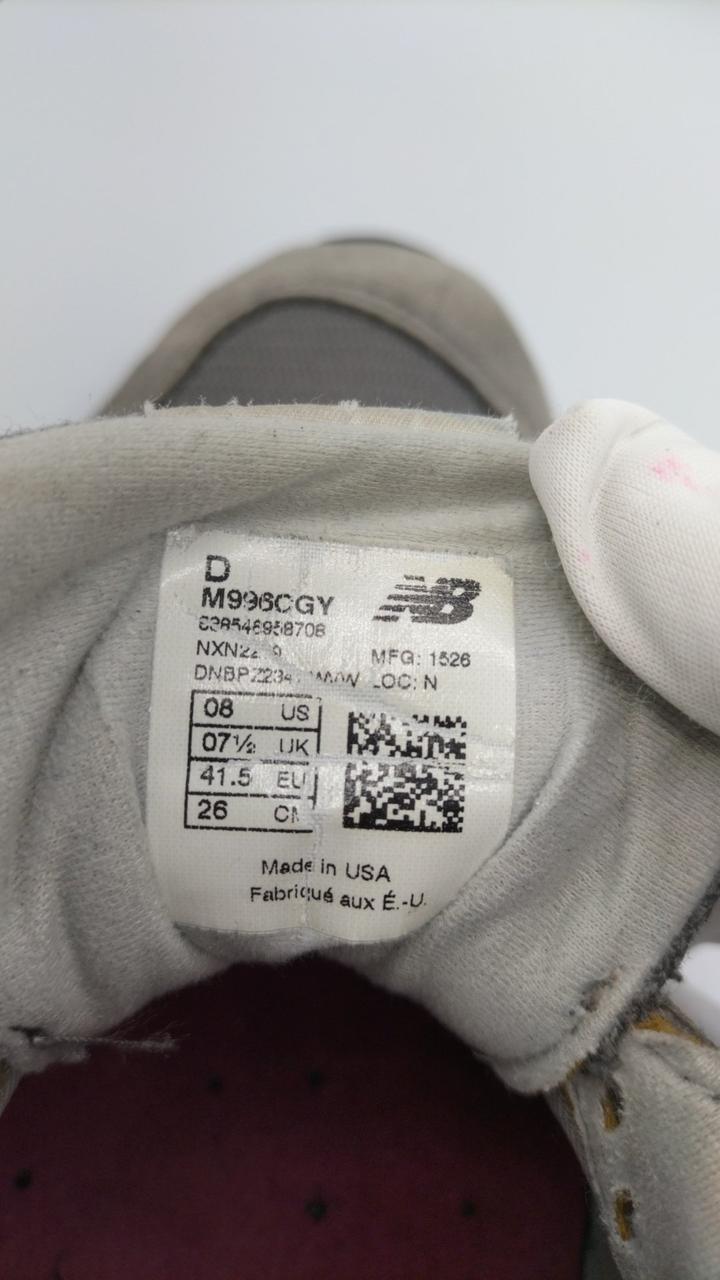 D
M996CGY
NB
MFG: 1526
LOC: N
08 US
07½ UK
41.5 EU
26 CM
Made in USA
Fabriqué aux É.-U.